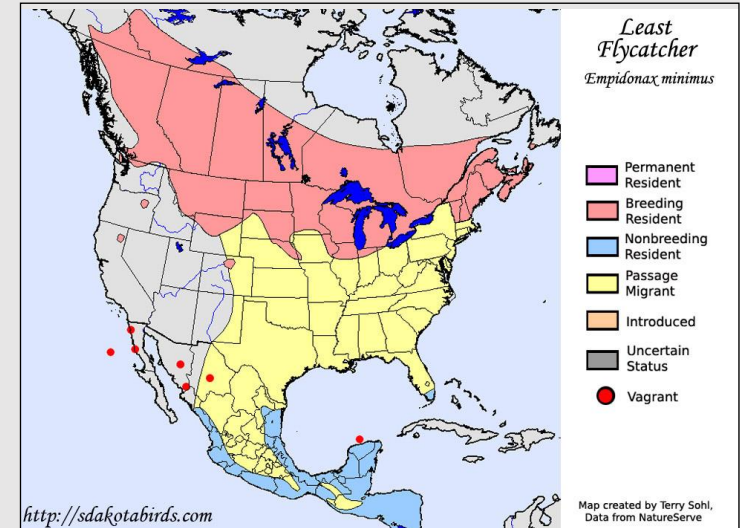 Least
Flycatcher
Empidonax minimus
Permanent
Resident
Breeding
Resident
Nonbreeding
Resident
Passage
Migrant
Introduced
Uncertain
Status
Vagrant
http://sdakotabirds.com
Map created by Terry Sohl,
Data from NatureServe